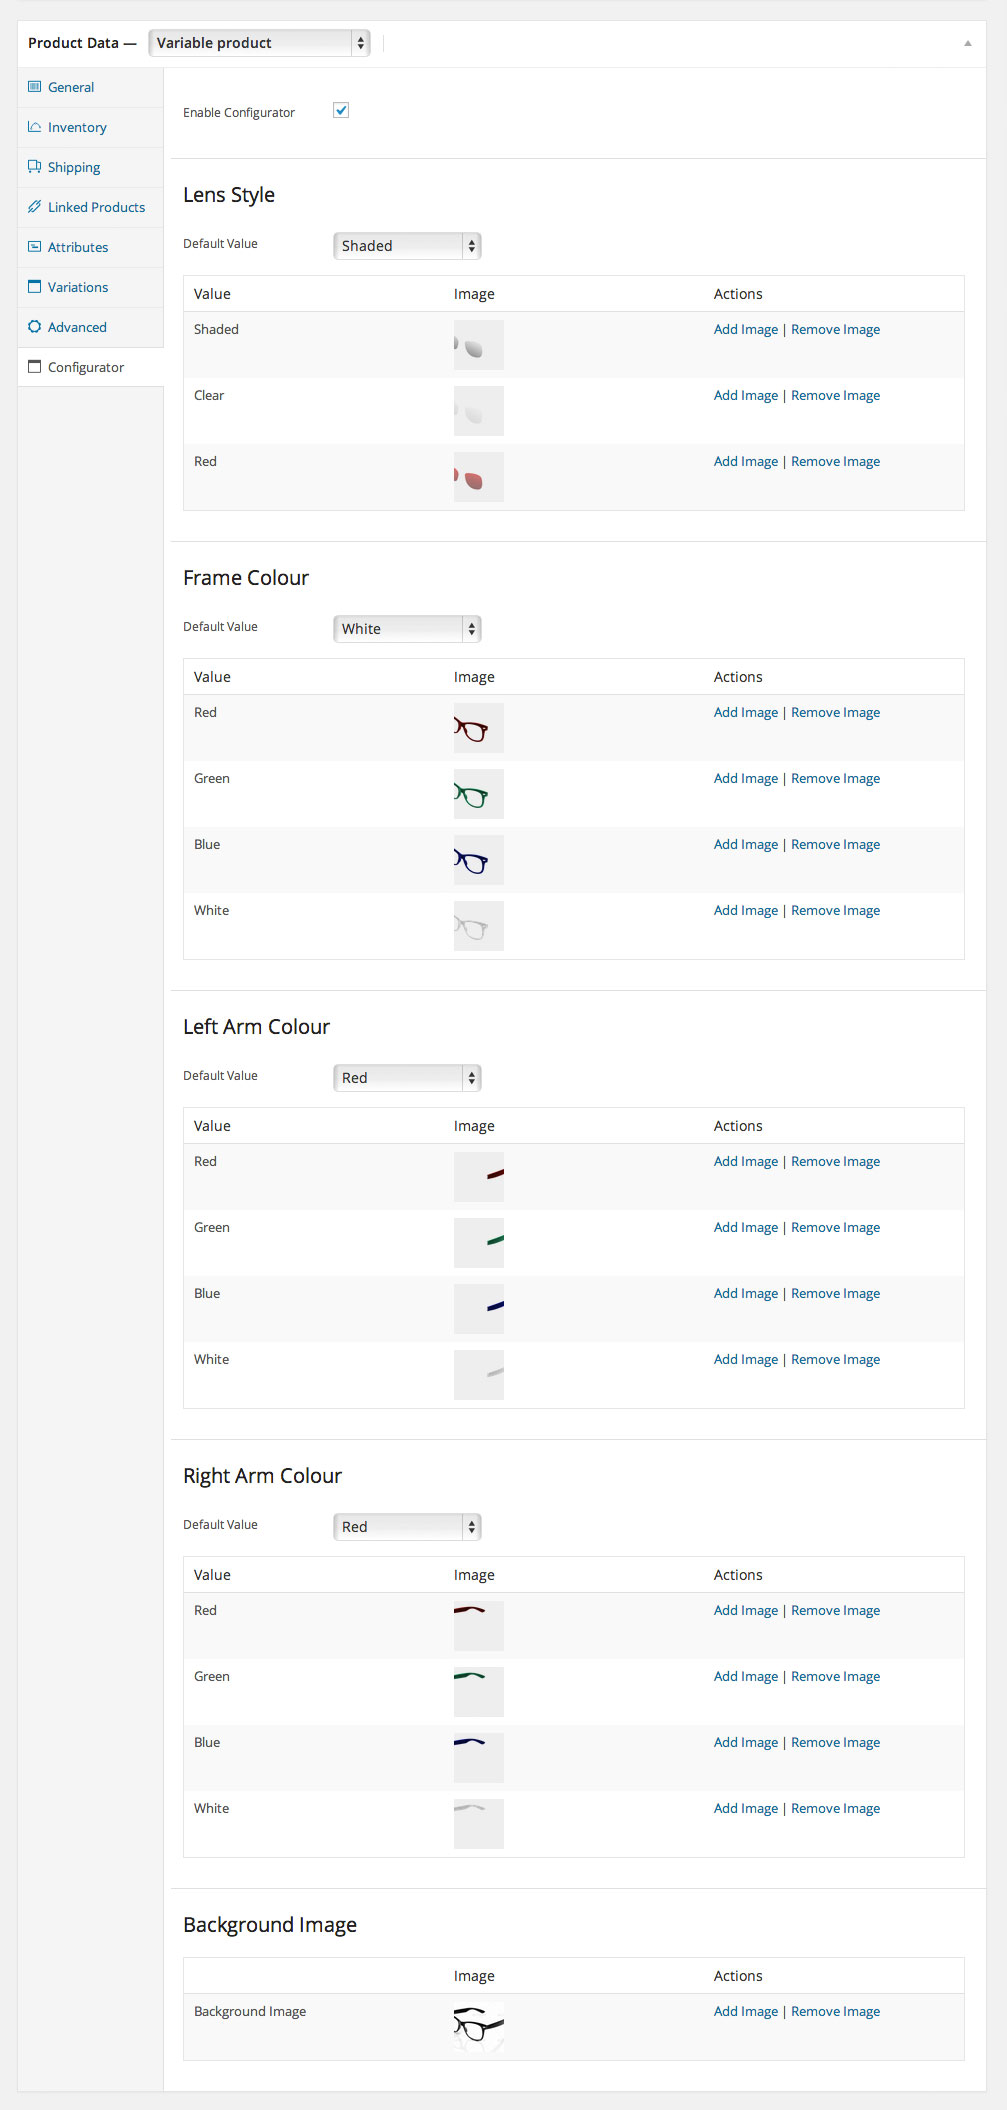 Product Data — Variable product
General
Inventory
Shipping
Linked Products
Attributes
Variations
Advanced
Configurator
Enable Configurator
Lens Style
Default Value Shaded
Value Image Actions
Shaded Add Image | Remove Image
Clear Add Image | Remove Image
Red Add Image | Remove Image
Frame Colour
Default Value White
Value Image Actions
Red Add Image | Remove Image
Green Add Image | Remove Image
Blue Add Image | Remove Image
White Add Image | Remove Image
Left Arm Colour
Default Value Red
Value Image Actions
Red Add Image | Remove Image
Green Add Image | Remove Image
Blue Add Image | Remove Image
White Add Image | Remove Image
Right Arm Colour
Default Value Red
Value Image Actions
Red Add Image | Remove Image
Green Add Image | Remove Image
Blue Add Image | Remove Image
White Add Image | Remove Image
Background Image
Image Actions
Background Image Add Image | Remove Image